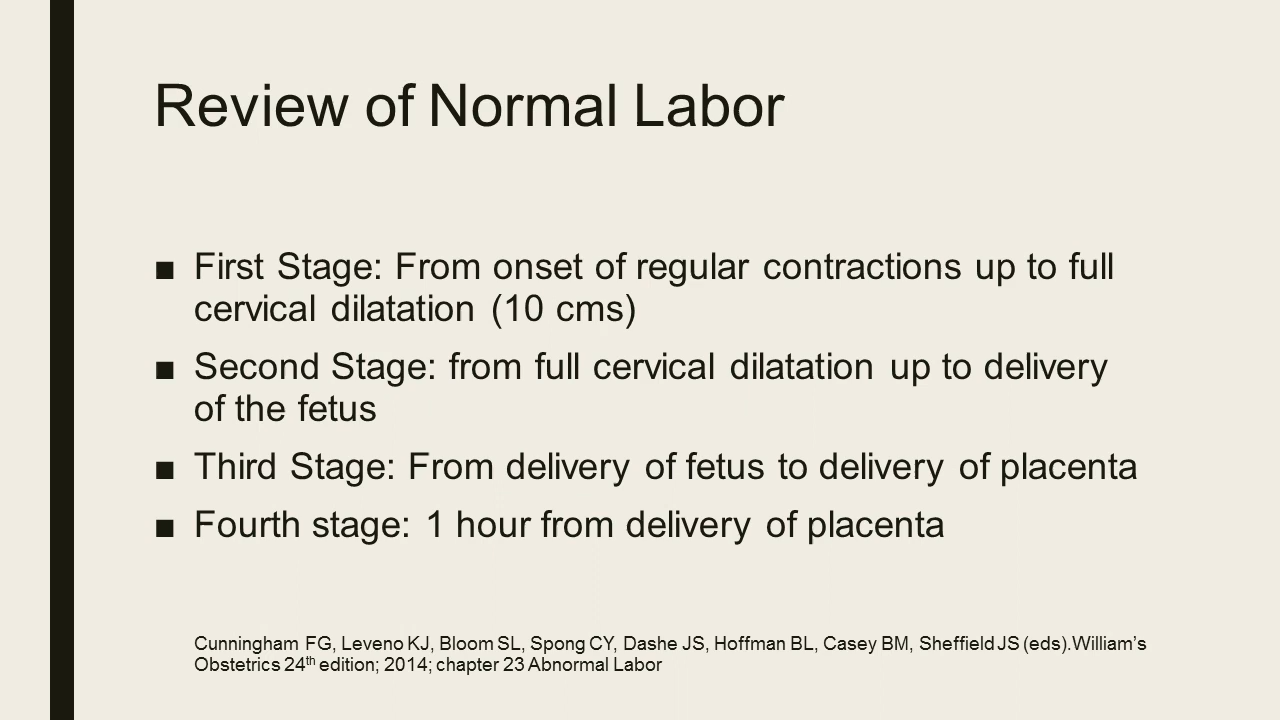 Review of Normal Labor
■ First Stage: From onset of regular contractions up to full
cervical dilatation (10 cms)
■ Second Stage: from full cervical dilatation up to delivery
of the fetus
■ Third Stage: From delivery of fetus to delivery of placenta
■ Fourth stage: 1 hour from delivery of placenta
Cunningham FG, Leveno KJ, Bloom SL, Spong CY, Dashe JS, Hoffman BL, Casey BM, Sheffield JS (eds).William’s
Obstetrics 24th edition; 2014; chapter 23 Abnormal Labor